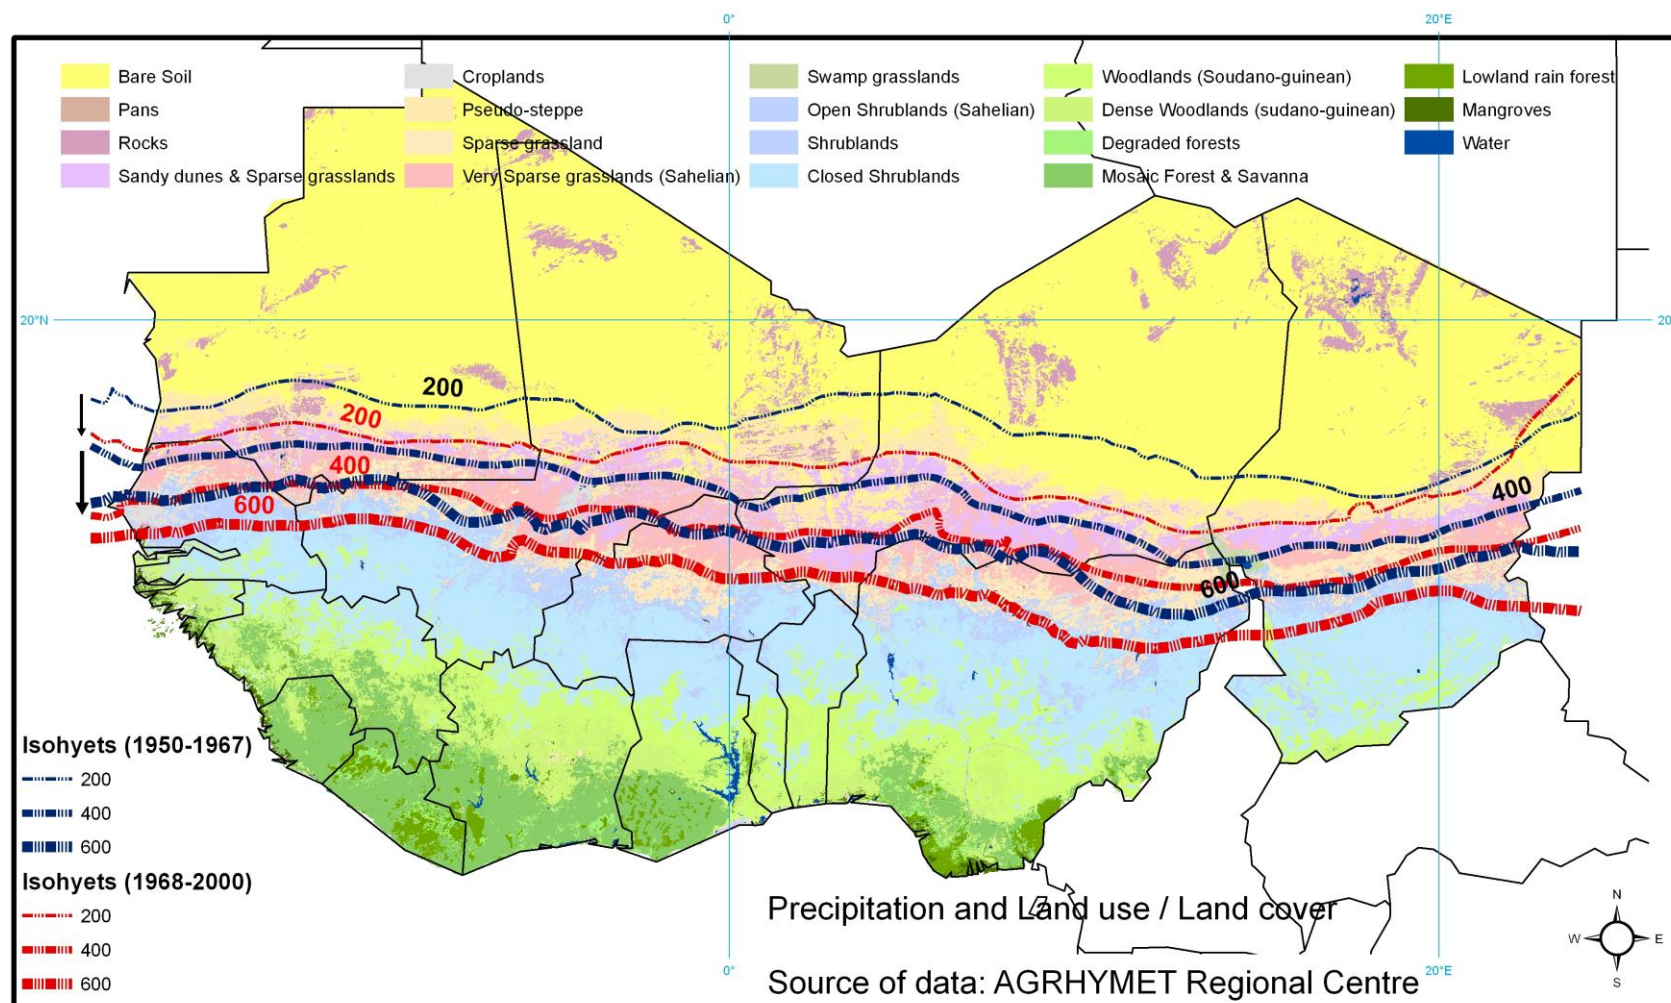 0°
20°E
Bare Soil
Pans
Rocks
Sandy dunes & Sparse grasslands
Croplands
Pseudo-steppe
Sparse grassland
Very Sparse grasslands (Sahelian)
Swamp grasslands
Open Shrublands (Sahelian)
Shrublands
Closed Shrublands
Woodlands (Soudano-guinean)
Dense Woodlands (sudano-guinean)
Degraded forests
Mosaic Forest & Savanna
Lowland rain forest
Mangroves
Water
20°N
20
200
200
400
600
400
600
Isohyets (1950-1967)
200
400
600
Isohyets (1968-2000)
200
400
600
Precipitation and Land use / Land cover
Source of data: AGRHYMET Regional Centre
N
W
E
S
0°
20°E